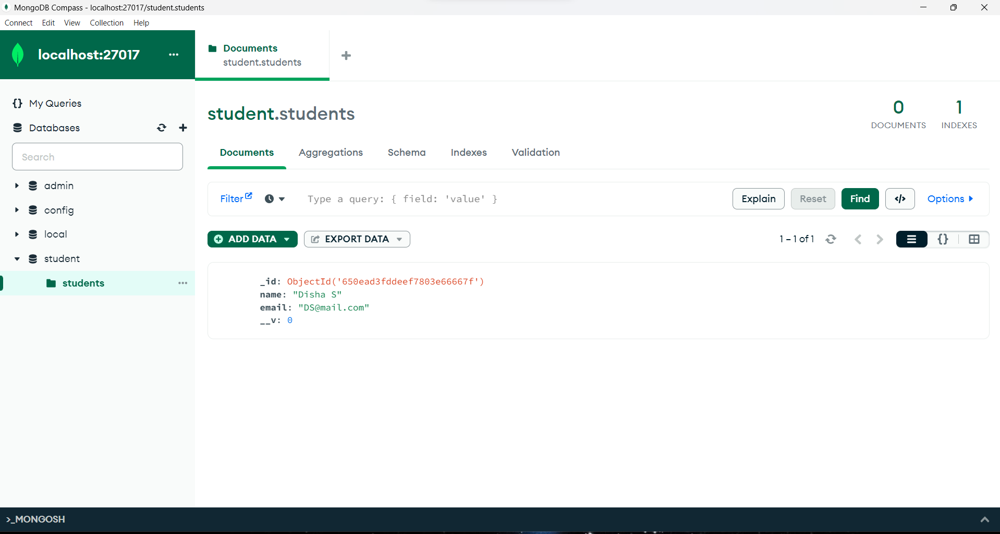 MongoDB Compass - localhost:27017/student.students
Connect Edit View Collection Help
localhost:27017 ...
Documents
student.students
My Queries
Databases
Search
admin
config
local
student
students
student.students
0
DOCUMENTS
1
INDEXES
Documents Aggregations Schema Indexes Validation
Filter Type a query: { field: 'value' } Explain Reset Find </> Options
ADD DATA EXPORT DATA 1 – 1 of 1 {}
_id: ObjectId('650ead3fddeef7803e66667f')
name: "Disha S"
email: "DS@mail.com"
__v: 0
>_MONGOSH